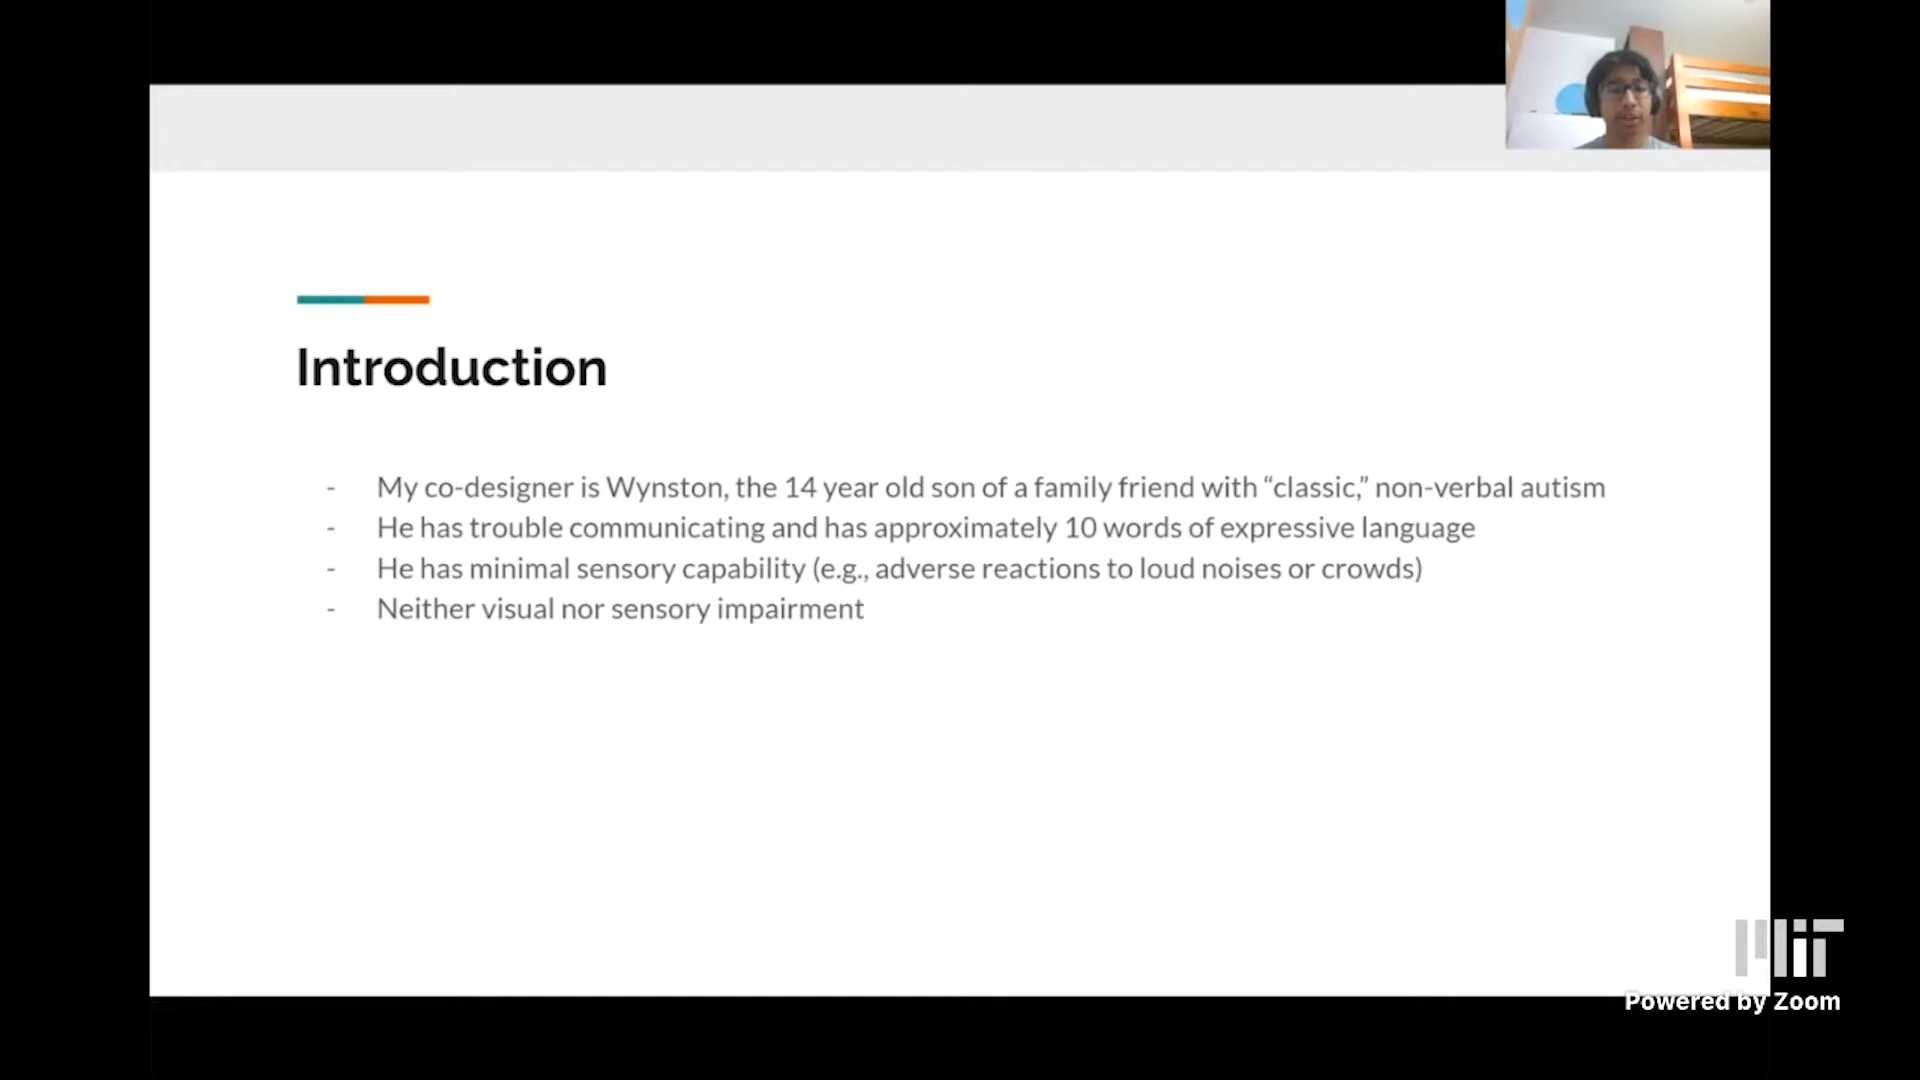 Introduction
- My co-designer is Wynston, the 14 year old son of a family friend with “classic,” non-verbal autism
- He has trouble communicating and has approximately 10 words of expressive language
- He has minimal sensory capability (e.g., adverse reactions to loud noises or crowds)
- Neither visual nor sensory impairment
MIT
Powered by Zoom